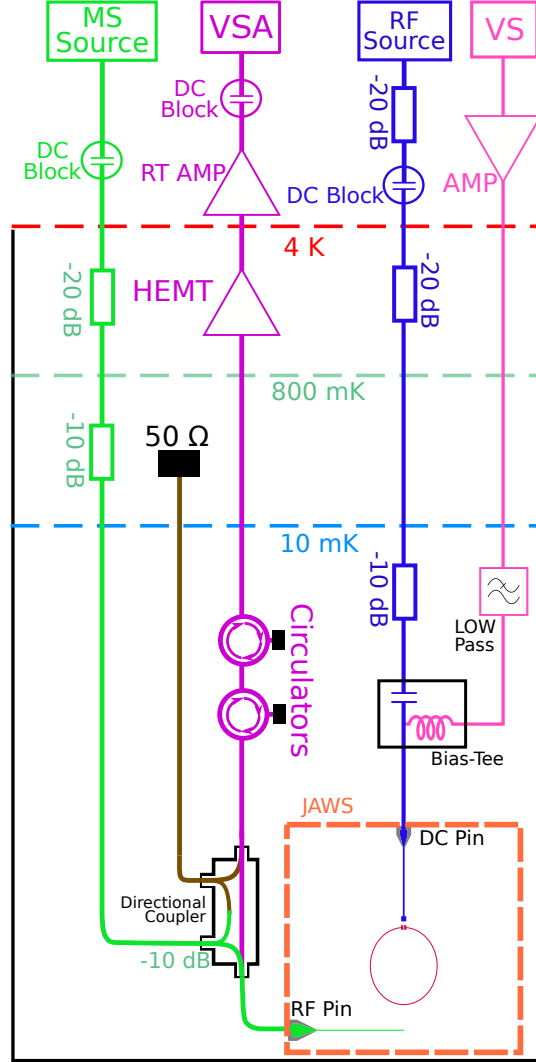 MS
Source
VSA
RF
Source
VS
DC
Block
-20 dB
DC
Block
RT AMP
DC Block
AMP
4 K
-20 dB
HEMT
-20 dB
800 mK
-10 dB
50 Ω
10 mK
-10 dB
LOW
Pass
Circulators
Bias-Tee
JAWS
DC Pin
Directional
Coupler
-10 dB
RF Pin